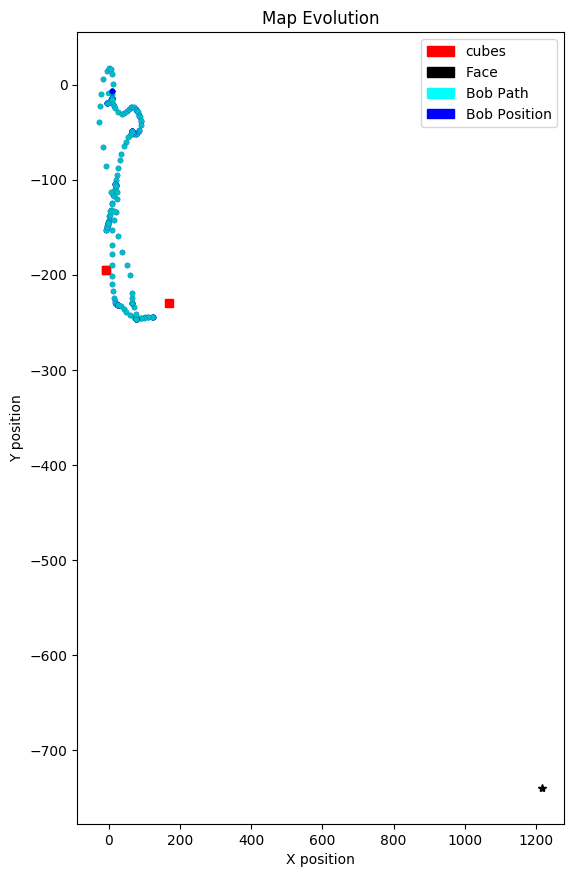 Map Evolution
cubes
Face
Bob Path
Bob Position
Y position
0
−100
−200
−300
−400
−500
−600
−700
0
200
400
600
800
1000
1200
X position